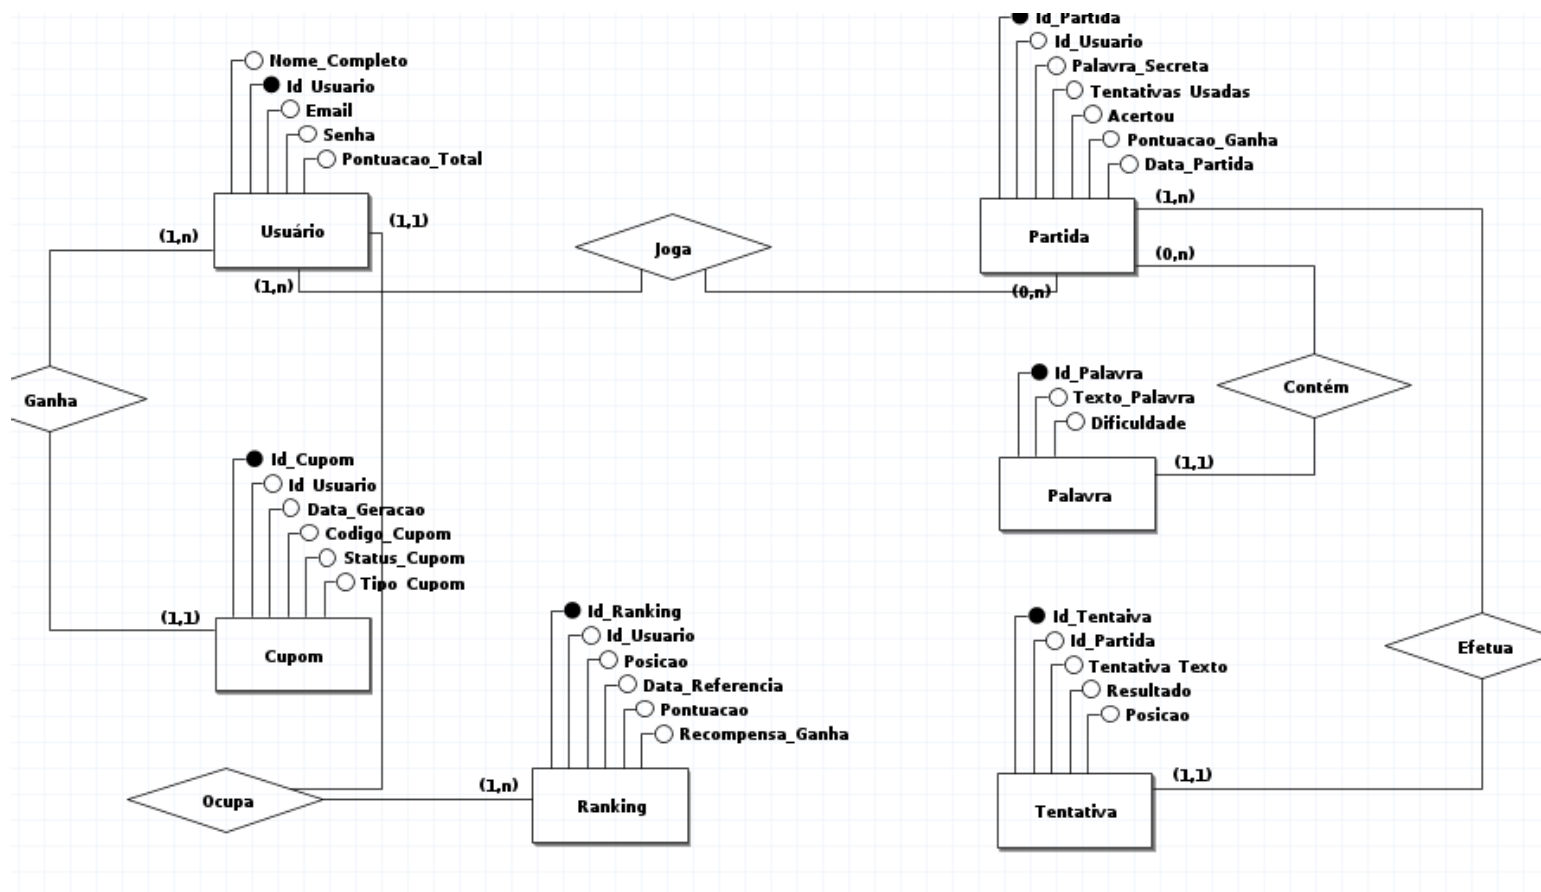 Nome_Completo
Id_Usuario
Email
Senha
Pontuacao_Total
Usuário
(1,1)
(1,n)
(1,n)
Joga
(0,n)
Id_Partida
Id_Usuario
Palavra_Secreta
Tentativas_Usadas
Acertou
Pontuacao_Ganha
Data_Partida
Partida
(1,n)
(0,n)
Ganha
Contém
Id_Palavra
Texto_Palavra
Dificuldade
Palavra
(1,1)
Id_Cupom
Id_Usuario
Data_Geracao
Codigo_Cupom
Status_Cupom
Tipo_Cupom
(1,1)
Cupom
Id_Ranking
Id_Usuario
Posicao
Data_Referencia
Pontuacao
Recompensa_Ganha
Ocupa
(1,n)
Ranking
Id_Tentaiva
Id_Partida
Tentativa_Texto
Resultado
Posicao
Efetua
(1,1)
Tentativa